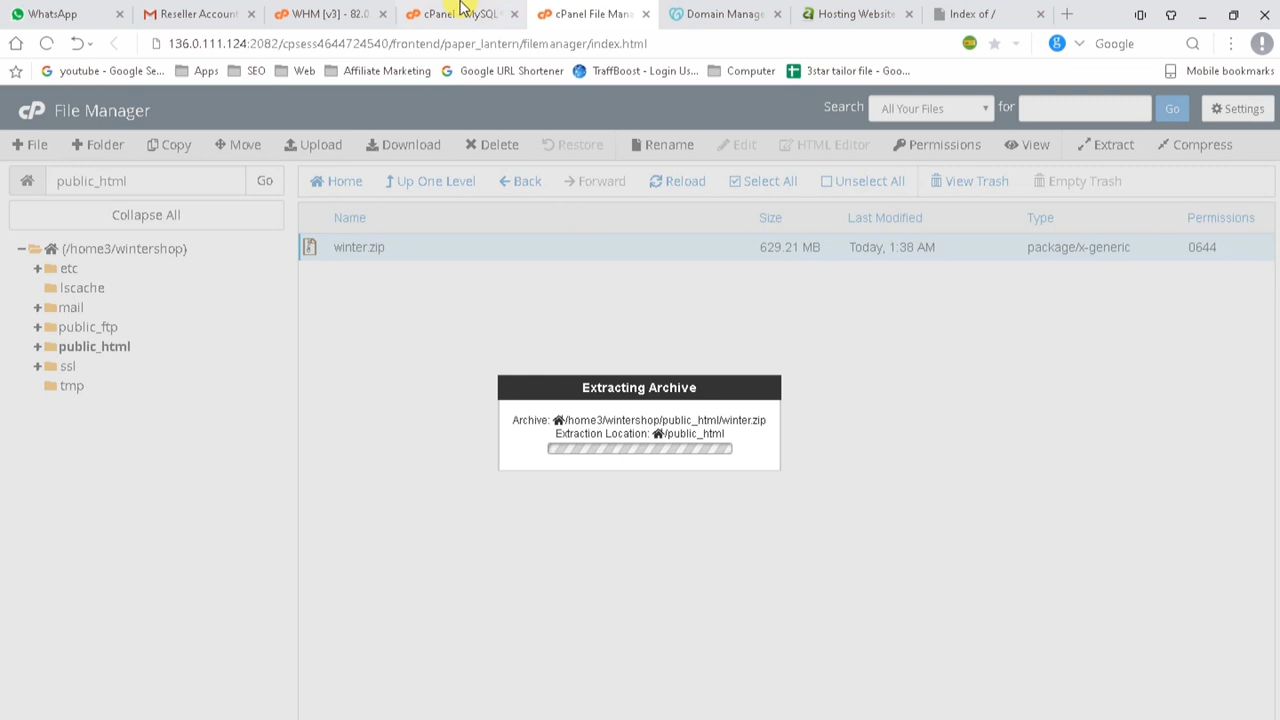 WhatsApp Reseller Account WHM [v3] - 82.0 cPanel MySQL cPanel File Mana Domain Manage Hosting Website Index of /
136.0.111.124:2082/cpsess4644724540/frontend/paper_lantern/filemanager/index.html g Google
youtube - Google Se... Apps SEO Web Affiliate Marketing Google URL Shortener TraffBoost - Login Us... Computer 3star tailor file - Goo... Mobile bookmarks
cP File Manager Search All Your Files for Go Settings
File Folder Copy Move Upload Download Delete Restore Rename Edit HTML Editor Permissions View Extract Compress
public_html Go Home Up One Level Back Forward Reload Select All Unselect All View Trash Empty Trash
Collapse All
Name Size Last Modified Type Permissions
winter.zip 629.21 MB Today, 1:38 AM package/x-generic 0644
(/home3/wintershop)
etc
lscache
mail
public_ftp
public_html
ssl
tmp
Extracting Archive
Archive: /home3/wintershop/public_html/winter.zip
Extraction Location: /public_html